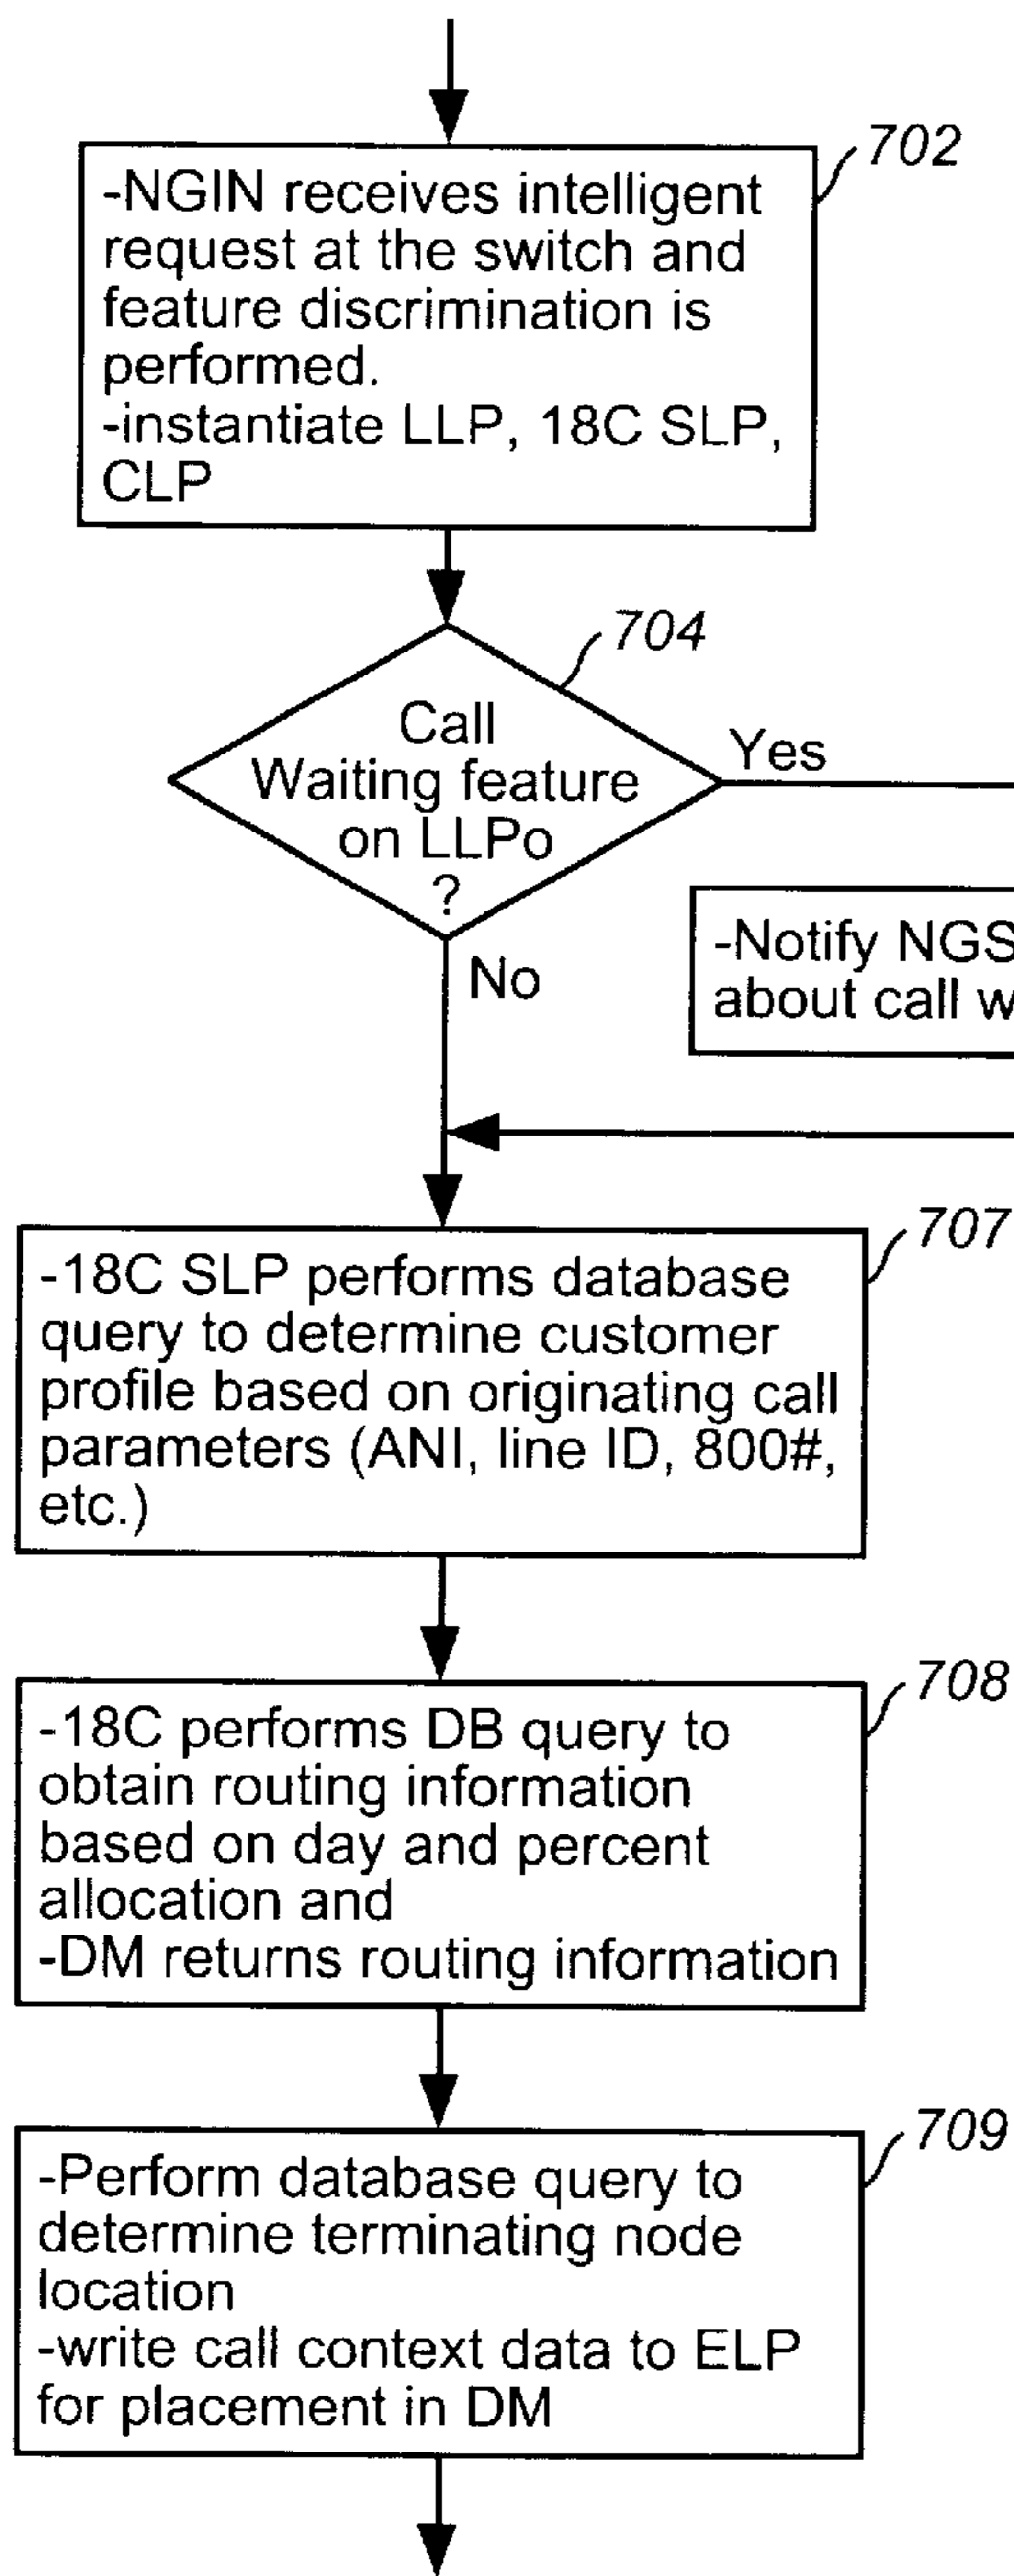 702
-NGIN receives intelligent
request at the switch and
feature discrimination is
performed.
-instantiate LLP, 18C SLP,
CLP
704
Call
Waiting feature
on LLPo
?
Yes
No
-Notify NGS
about call w
707
-18C SLP performs database
query to determine customer
profile based on originating call
parameters (ANI, line ID, 800#,
etc.)
708
-18C performs DB query to
obtain routing information
based on day and percent
allocation and
-DM returns routing information
709
-Perform database query to
determine terminating node
location
-write call context data to ELP
for placement in DM